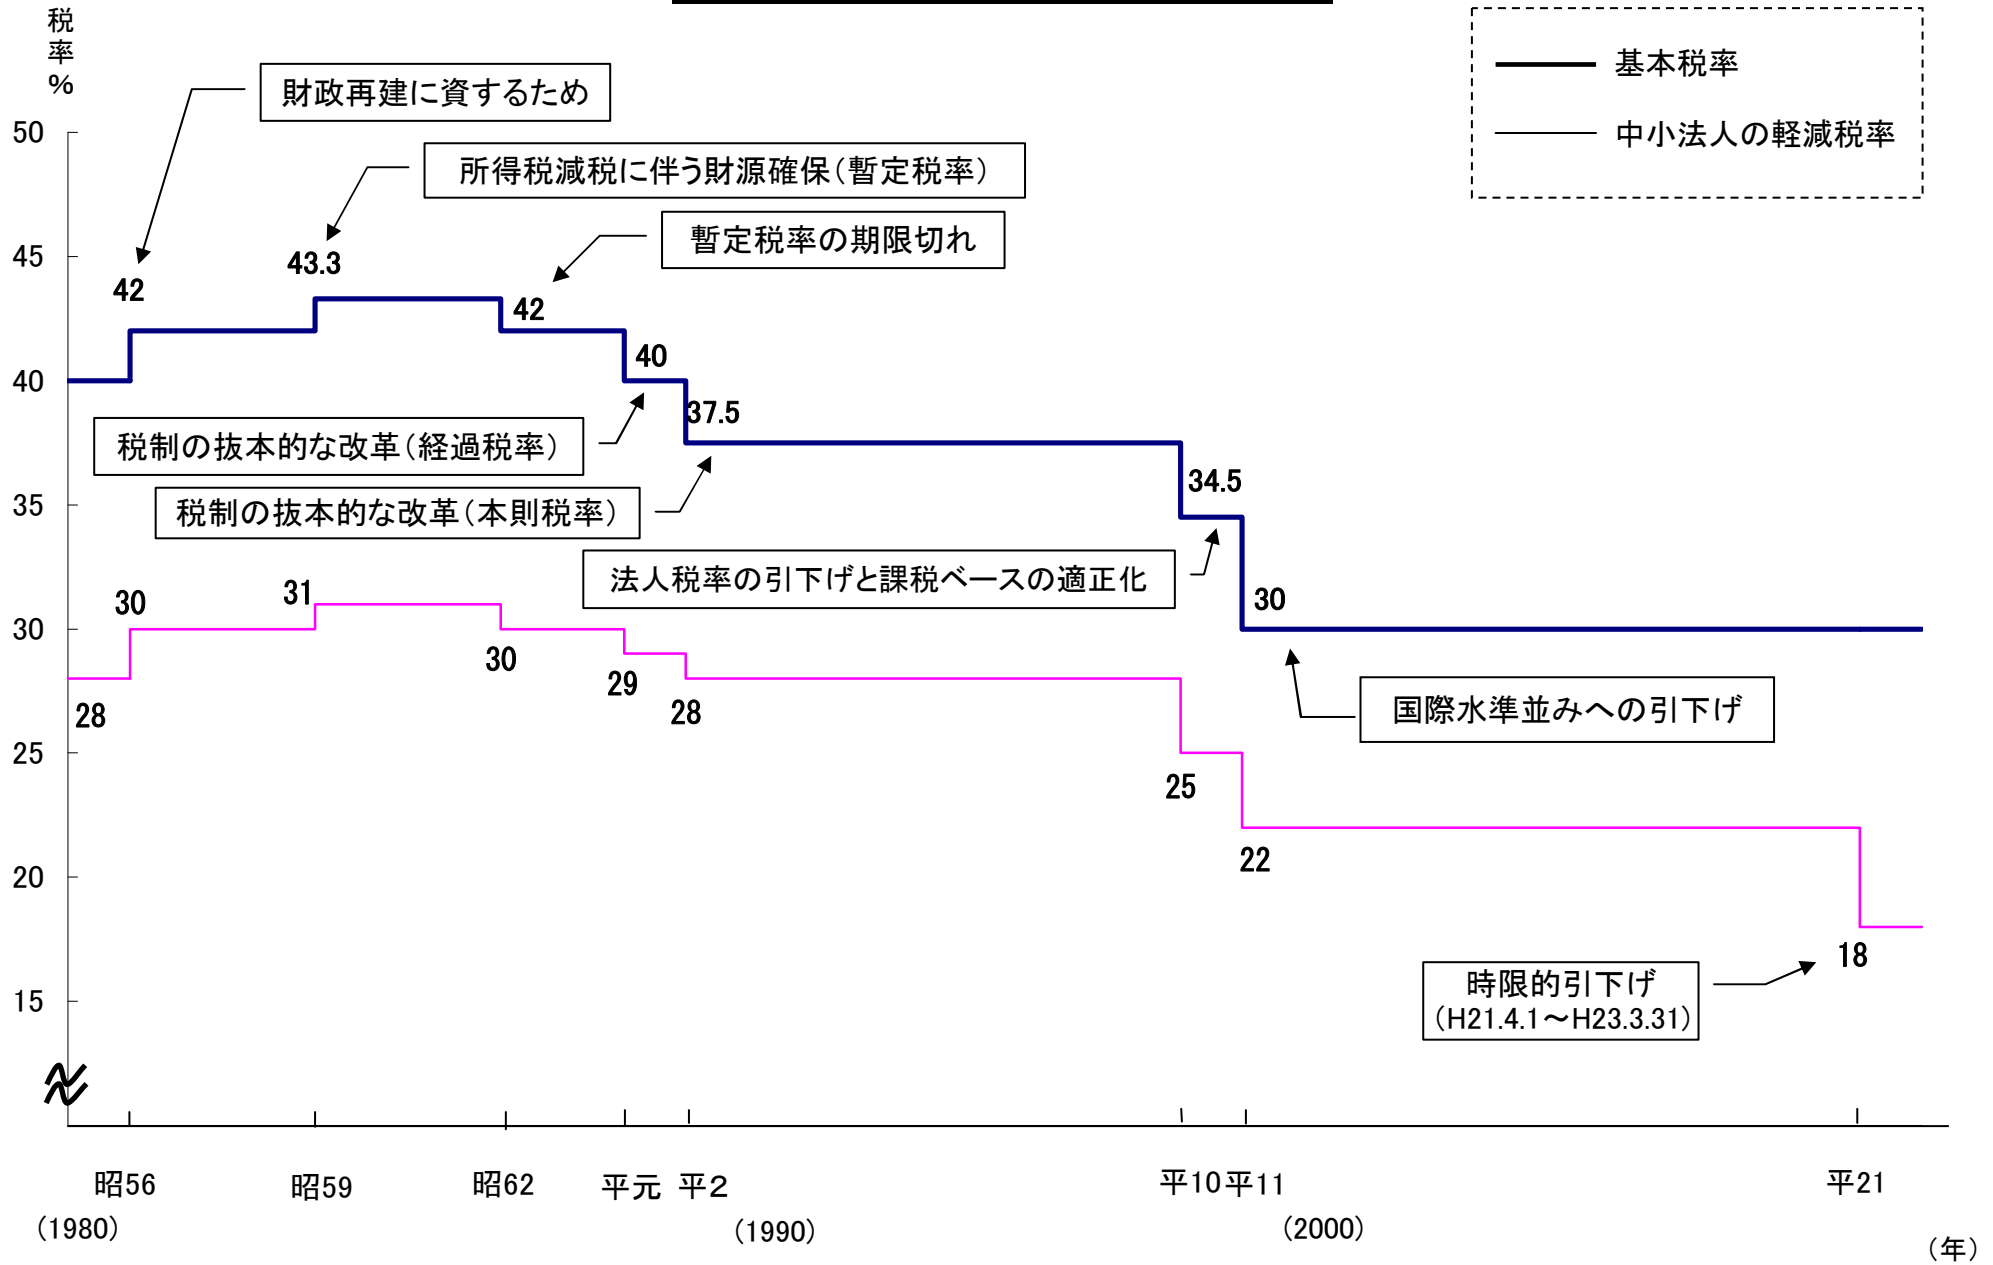 税率%
基本税率
中小法人の軽減税率
財政再建に資するため
所得税減税に伴う財源確保(暫定税率)
暫定税率の期限切れ
50
45
40
35
30
25
20
15
42
43.3
42
40
37.5
34.5
30
税制の抜本的な改革(経過税率)
税制の抜本的な改革(本則税率)
法人税率の引下げと課税ベースの適正化
国際水準並みへの引下げ
28
30
31
30
29
28
25
22
18
時限的引下げ
(H21.4.1～H23.3.31)
昭56 昭59 昭62 平元 平2 平10 平11 平21
(1980) (1990) (2000)
(年)